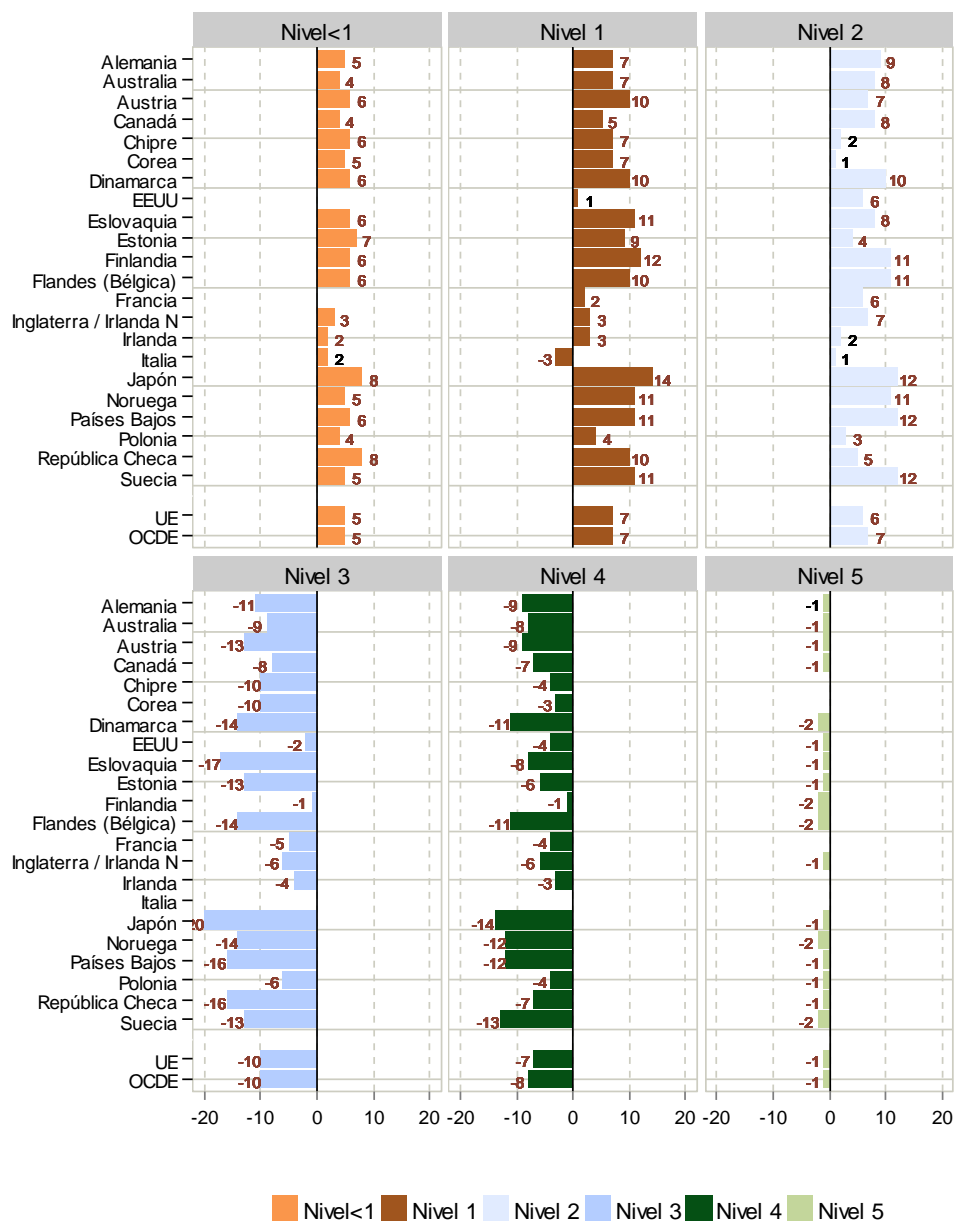 Nivel<1 Nivel 1 Nivel 2
Alemania 5 7 9
Australia 4 7 8
Austria 6 10 7
Canadá 4 5 8
Chipre 6 7 2
Corea 5 7 1
Dinamarca 6 10 10
EEUU 1 6
Eslovaquia 6 11 8
Estonia 7 9 4
Finlandia 6 12 11
Flandes (Bélgica) 6 10 11
Francia 2 6
Inglaterra / Irlanda N 3 3 7
Irlanda 2 3 2
Italia 2 -3 1
Japón 8 14 12
Noruega 5 11 11
Países Bajos 6 11 12
Polonia 4 4 3
República Checa 8 10 5
Suecia 5 11 12
UE 5 7 6
OCDE 5 7 7
Nivel 3 Nivel 4 Nivel 5
Alemania -11 -9 -1
Australia -9 -8 -1
Austria -13 -9 -1
Canadá -8 -7 -1
Chipre -10 -4
Corea -10 -3
Dinamarca -14 -11 -2
EEUU -2 -4 -1
Eslovaquia -17 -8 -1
Estonia -13 -6 -1
Finlandia -1 -1 -2
Flandes (Bélgica) -14 -11 -2
Francia -5 -4
Inglaterra / Irlanda N -6 -6 -1
Irlanda -4 -3
Italia
Japón -14 -1
Noruega -14 -12 -2
Países Bajos -16 -12 -1
Polonia -6 -4 -1
República Checa -16 -7 -1
Suecia -13 -13 -2
UE -10 -7 -1
OCDE -10 -8 -1
-20 -10 0 10 20 -20 -10 0 10 20 -20 -10 0 10 20
Nivel<1 Nivel 1 Nivel 2 Nivel 3 Nivel 4 Nivel 5